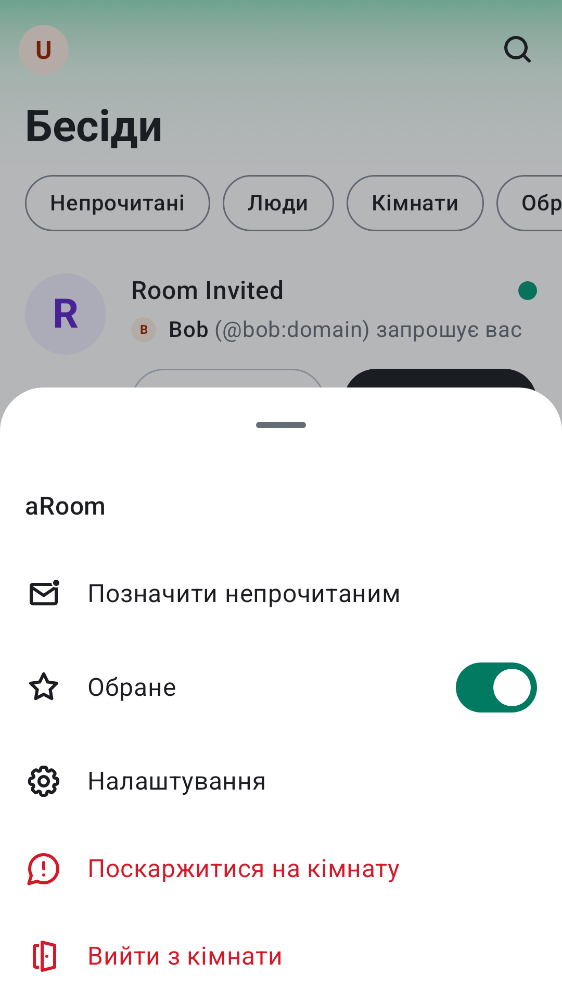 U
Бесіди
Непрочитані Люди Кімнати Обр
R
Room Invited
B Bob (@bob:domain) запрошує вас
aRoom
Позначити непрочитаним
Обране
Налаштування
Поскаржитися на кімнату
Вийти з кімнати